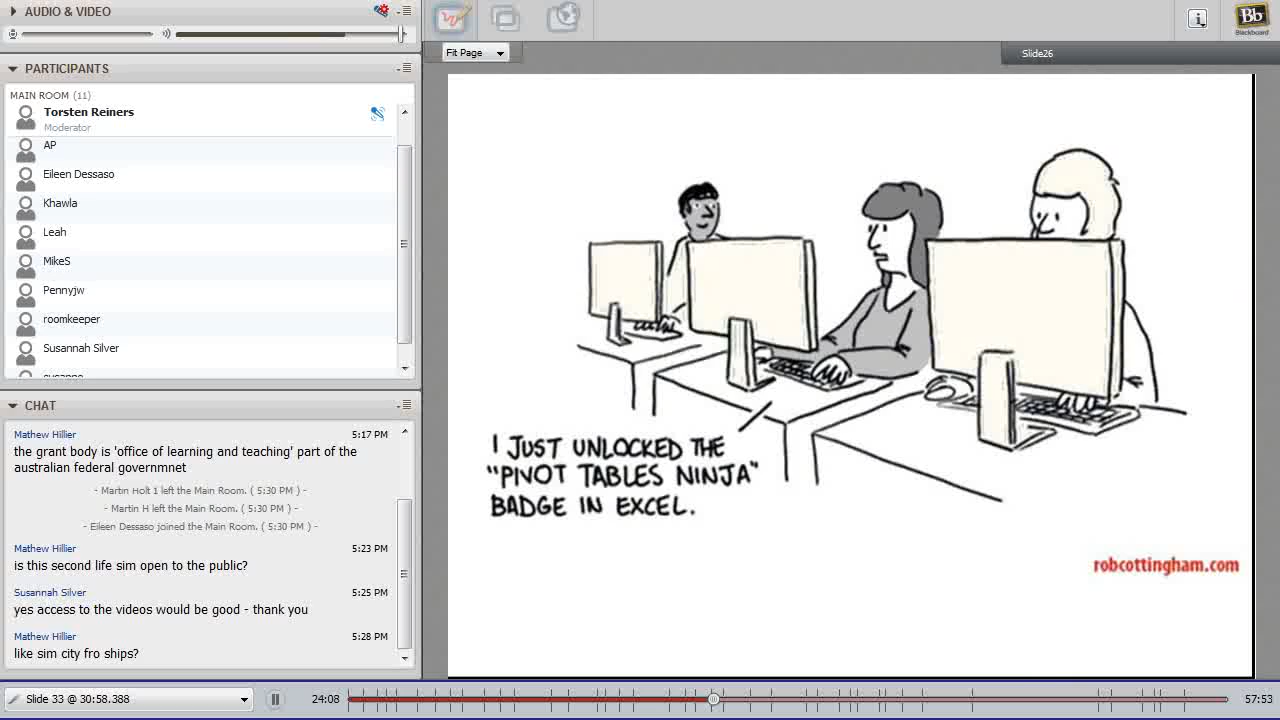 AUDIO & VIDEO
PARTICIPANTS
MAIN ROOM (11)
Torsten Reiners
Moderator
AP
Eileen Dessaso
Khawla
Leah
MikeS
Pennyjw
roomkeeper
Susannah Silver
CHAT
Mathew Hillier 5:17 PM
the grant body is 'office of learning and teaching' part of the
australian federal governmnet
- Martin Holt 1 left the Main Room. ( 5:30 PM ) -
- Martin H left the Main Room. ( 5:30 PM ) -
- Eileen Dessaso joined the Main Room. ( 5:30 PM ) -
Mathew Hillier 5:23 PM
is this second life sim open to the public?
Susannah Silver 5:25 PM
yes access to the videos would be good - thank you
Mathew Hillier 5:28 PM
like sim city fro ships?
Bb
Blackboard
Fit Page
Slide26
I JUST UNLOCKED THE
"PIVOT TABLES NINJA"
BADGE IN EXCEL.
robcottingham.com
Slide 33 @ 30:58.388
24:08
57:53